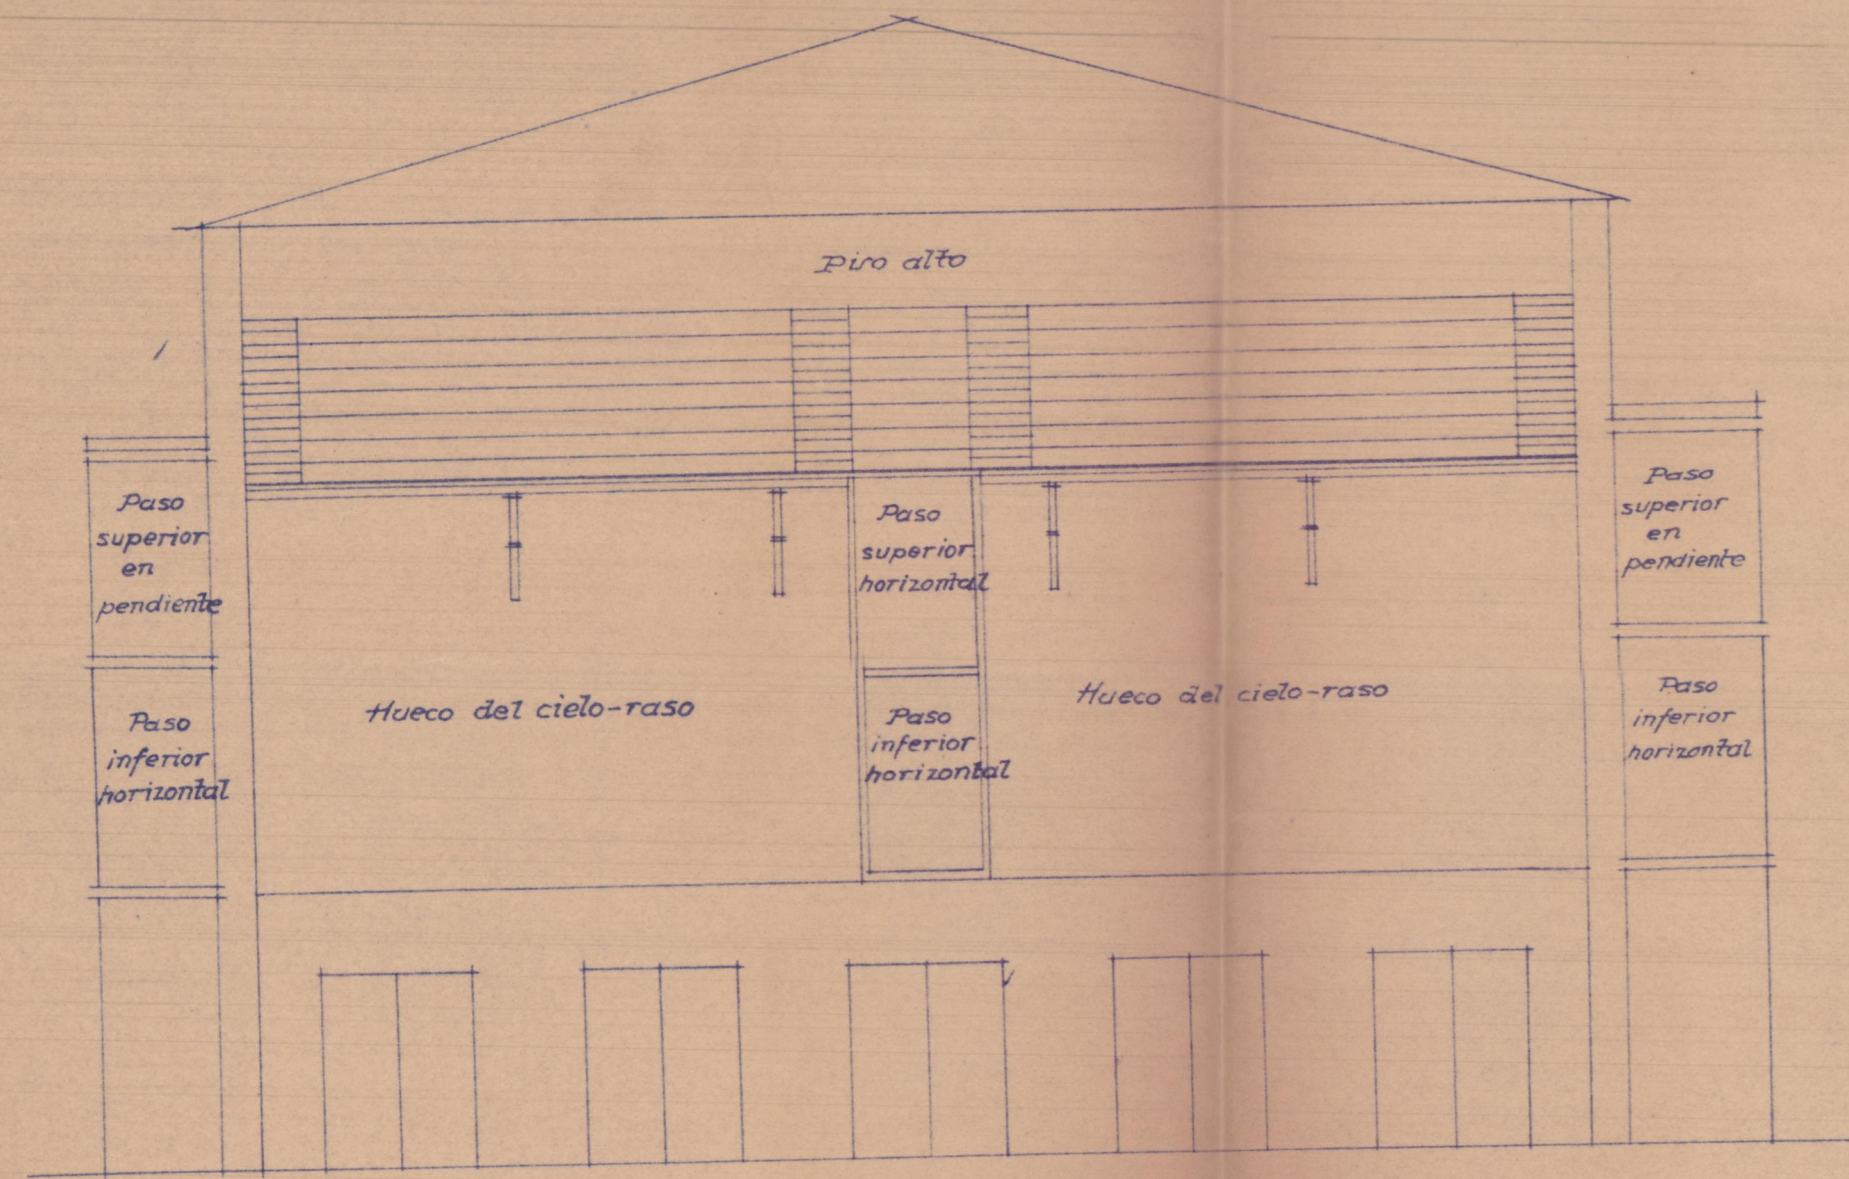 Piso alto
Paso
superior
en
pendiente
Paso
inferior
horizontal
Hueco del cielo-raso
Paso
superior
horizontal
Paso
inferior
horizontal
Hueco del cielo-raso
Paso
superior
en
pendiente
Paso
inferior
horizontal